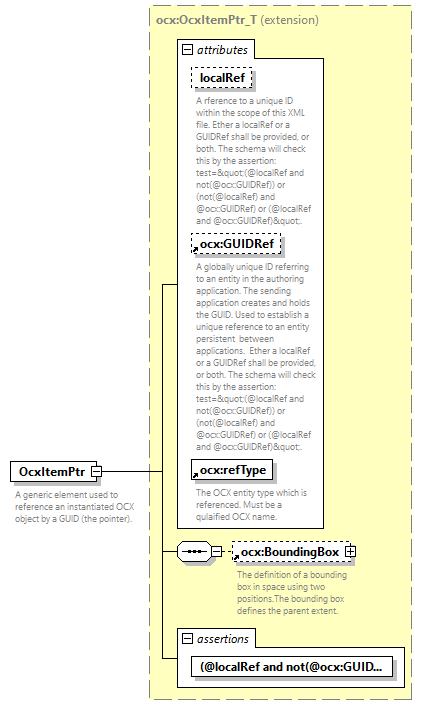 ocx:OcxItemPtr_T (extension)
attributes
localRef
A rference to a unique ID
within the scope of this XML
file. Ether a localRef or a
GUIDRef shall be provided, or
both. The schema will check
this by the assertion:
test=&quot;(@localRef and
not(@ocx:GUIDRef)) or
(not(@localRef) and
@ocx:GUIDRef) or (@localRef
and @ocx:GUIDRef)&quot;.
ocx:GUIDRef
A globally unique ID referring
to an entity in the authoring
application. The sending
application creates and holds
the GUID. Used to establish a
unique reference to an entity
persistent between
applications. Ether a localRef
or a GUIDRef shall be provided,
or both. The schema will check
this by the assertion:
test=&quot;(@localRef and
not(@ocx:GUIDRef)) or
(not(@localRef) and
@ocx:GUIDRef) or (@localRef
and @ocx:GUIDRef)&quot;.
OcxItemPtr
A generic element used to
reference an instantiated OCX
object by a GUID (the pointer).
ocx:refType
The OCX entity type which is
referenced. Must be a
qulaified OCX name.
ocx:BoundingBox
The definition of a bounding
box in space using two
positions.The bounding box
defines the parent extent.
assertions
(@localRef and not(@ocx:GUID...